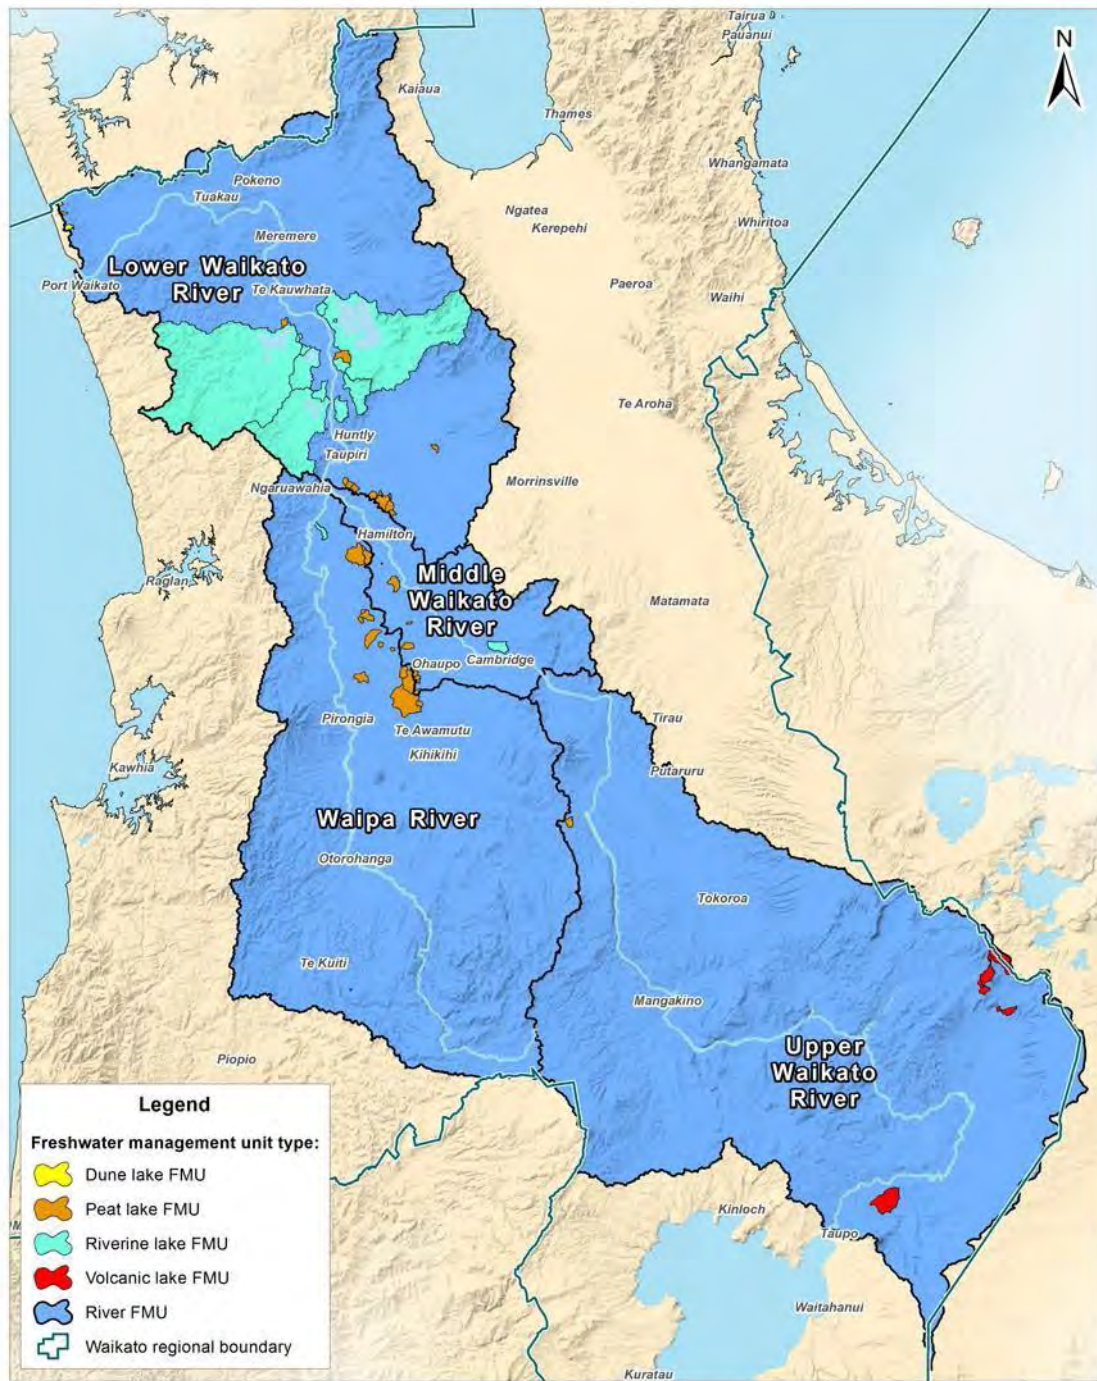 Tairua
Pauanui
N
Kaiaua
Thames
Whangamata
Pokeno
Tuakau
Ngatea
Kerepehi
Whiritoa
Meremere
Lower Waikato
River
Port Waikato
Te Kauwhata
Paeroa
Waihi
Te Aroha
Huntly
Taupiri
Ngaruawahia
Morrinsville
Hamilton
Raglan
Middle
Waikato
River
Matamata
Ohaupo
Cambridge
Pirongia
Te Awamutu
Kihikihi
Tirau
Putaruru
Kawhia
Waipa River
Otorohanga
Tokoroa
Te Kuiti
Mangakino
Piopio
Upper
Waikato
River
Kinloch
Taupo
Waitahanui
Kuratau
Legend
Freshwater management unit type:
Dune lake FMU
Peat lake FMU
Riverine lake FMU
Volcanic lake FMU
River FMU
Waikato regional boundary